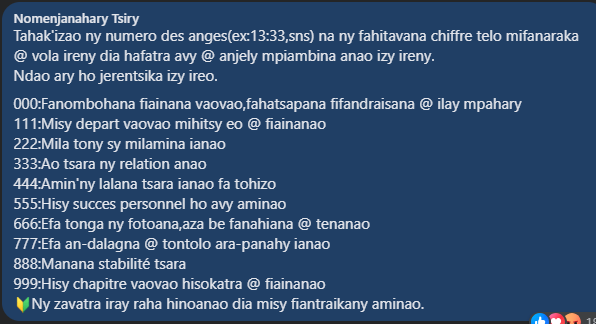 Nomenjanahary Tsiry
Tahak'izao ny numero des anges(ex:13:33,sns) na ny fahitavana chiffre telo mifanaraka
@ vola ireny dia hafatra avy @ anjely mpiambina anao izy ireny.
Ndao ary ho jerentsika izy ireo.
000:Fanombohana fiainana vaovao,fahatsapana fifandraisana @ ilay mpahary
111:Misy depart vaovao mihitsy eo @ fiainanao
222:Mila tony sy milamina ianao
333:Ao tsara ny relation anao
444:Amin'ny lalana tsara ianao fa tohizo
555:Hisy succes personnel ho avy aminao
666:Efa tonga ny fotoana,aza be fanahiana @ tenanao
777:Efa an-dalagna @ tontolo ara-panahy ianao
888:Manana stabilité tsara
999:Hisy chapitre vaovao hisokatra @ fiainanao
🔰Ny zavatra iray raha hinoanao dia misy fiantraikany aminao.